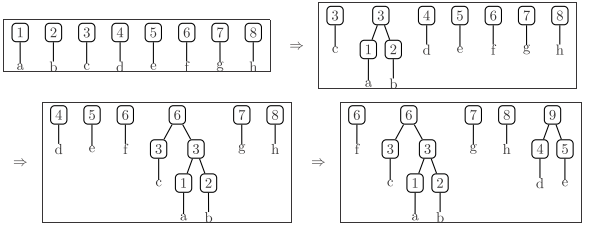 1 2 3 4 5 6 7 8
a b c d e f g h
⇒
3 3 4 5 6 7 8
c 1 2 d e f g h
a b
⇒
4 5 6 6 7 8
d e f 3 3 g h
c 1 2
a b
⇒
6 6 7 8 9
f 3 3 g h 4 5
c 1 2 d e
a b